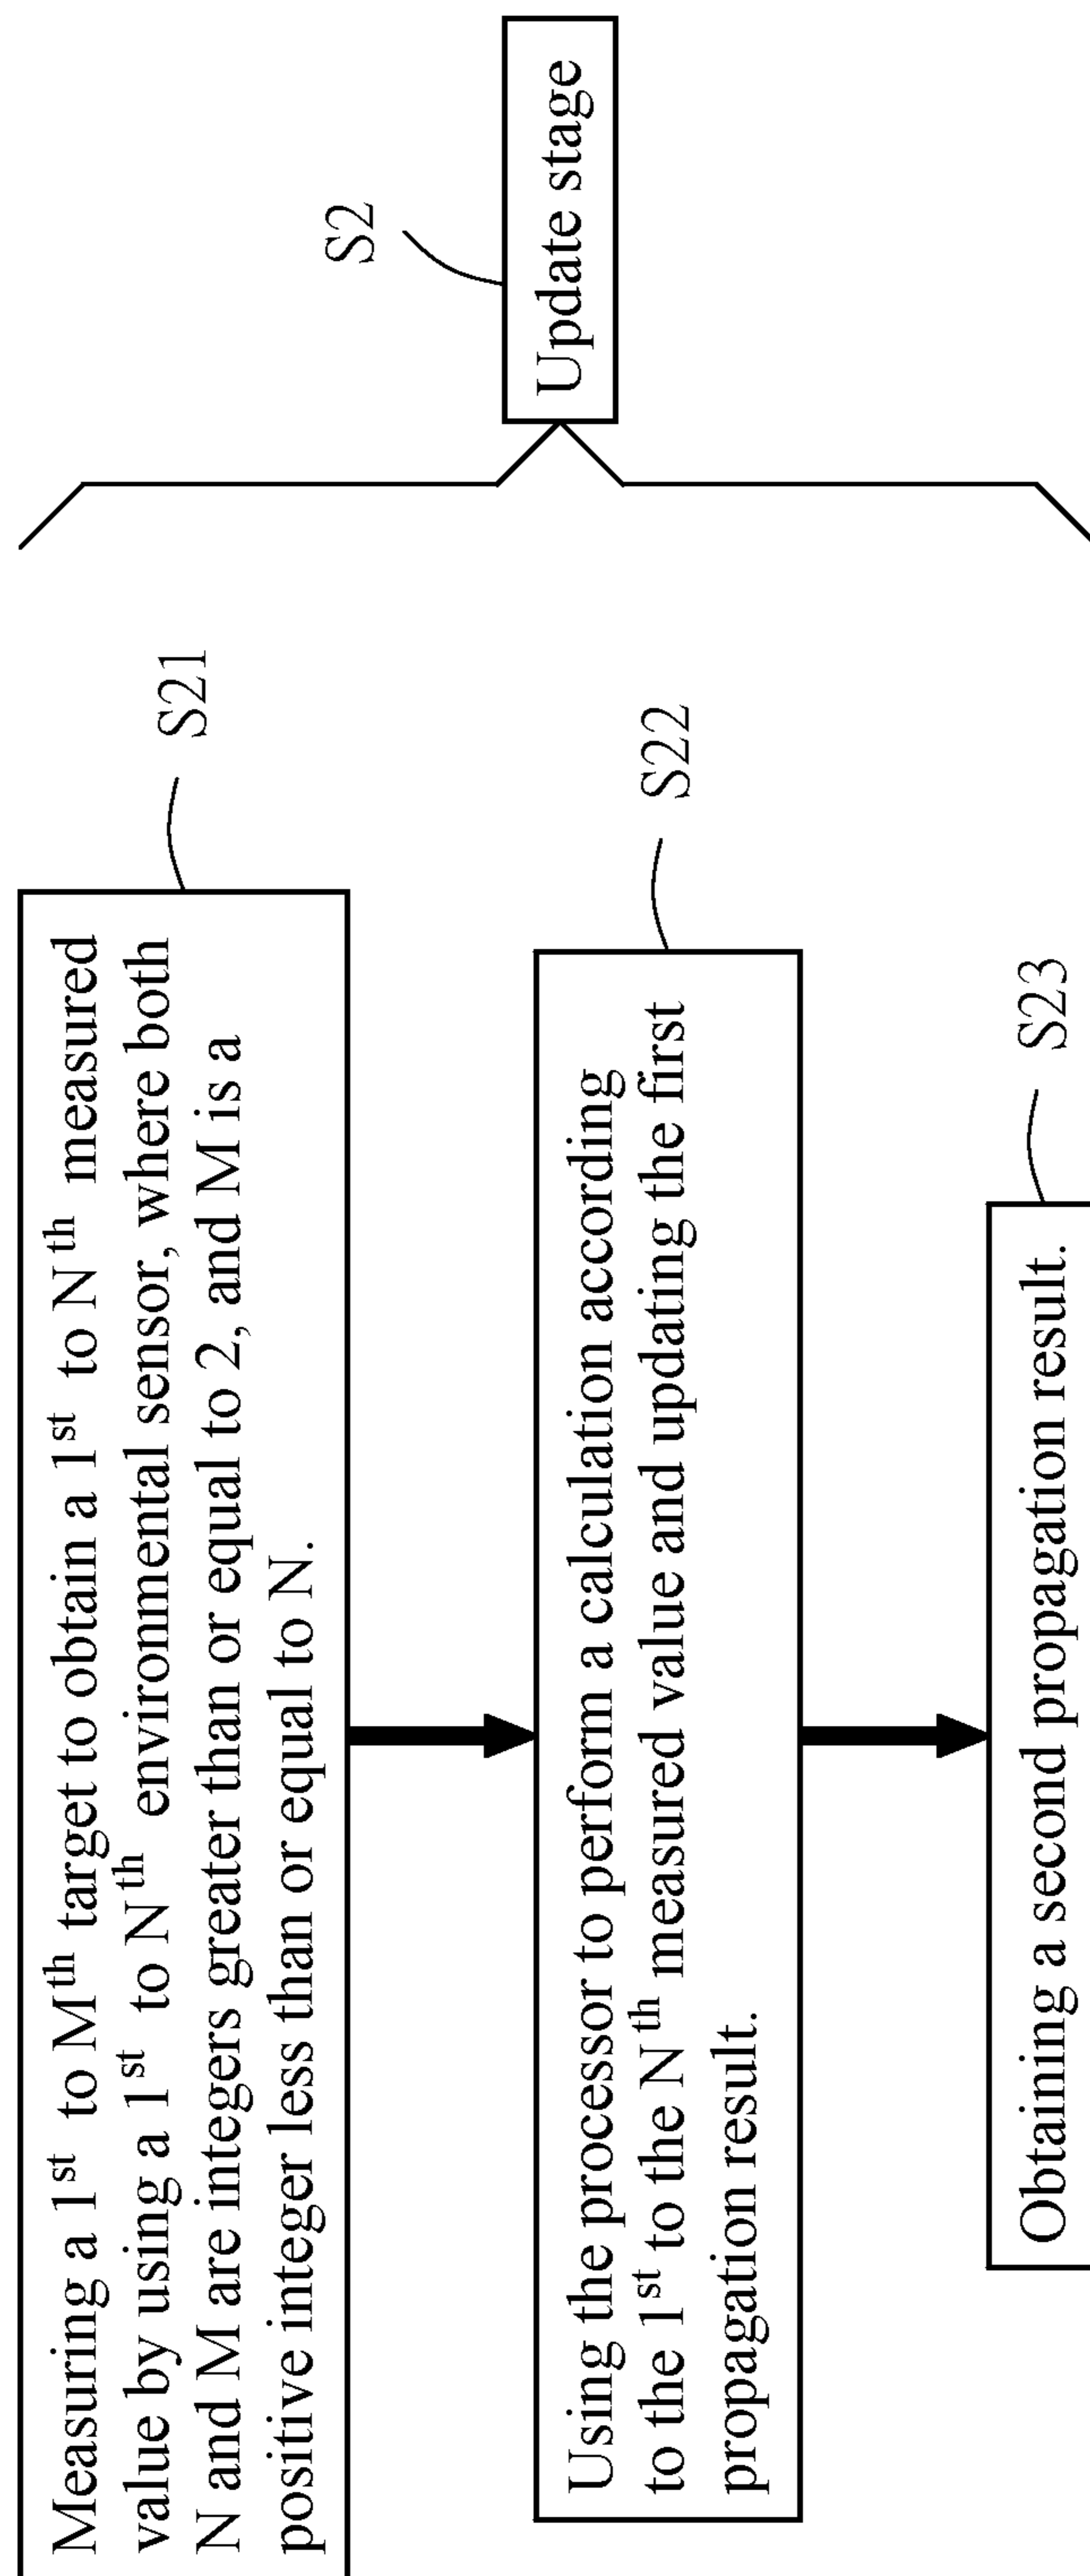 Measuring a 1st to Mth target to obtain a 1st to Nth measured
value by using a 1st to Nth environmental sensor, where both
N and M are integers greater than or equal to 2, and M is a
positive integer less than or equal to N.
S21
Using the processor to perform a calculation according
to the 1st to the Nth measured value and updating the first
propagation result.
S22
Obtaining a second propagation result.
S23
S2
Update stage